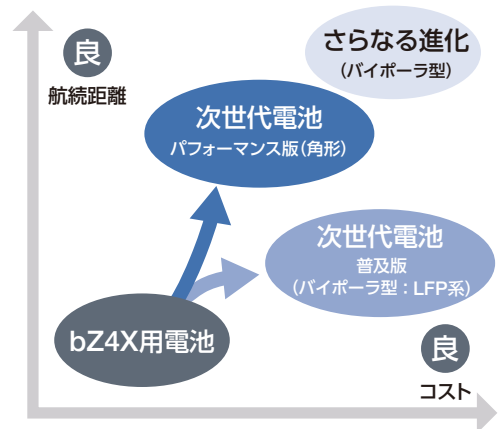 良
航続距離
さらなる進化
(バイポーラ型)
次世代電池
パフォーマンス版(角形)
次世代電池
普及版
(バイポーラ型:LFP系)
bZ4X用電池
良
コスト